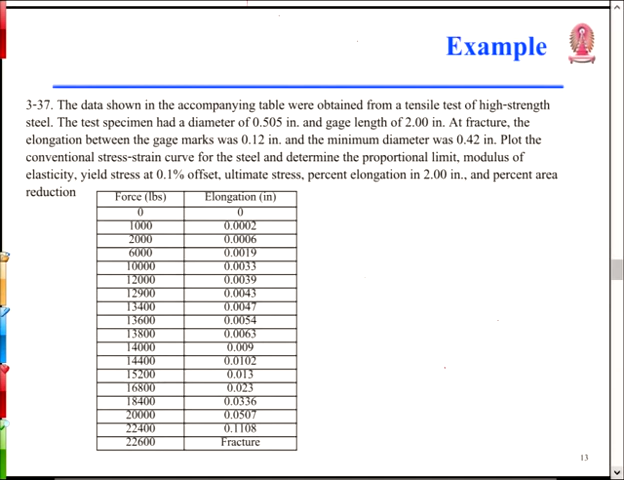 Example
3-37. The data shown in the accompanying table were obtained from a tensile test of high-strength
steel. The test specimen had a diameter of 0.505 in. and gage length of 2.00 in. At fracture, the
elongation between the gage marks was 0.12 in. and the minimum diameter was 0.42 in. Plot the
conventional stress-strain curve for the steel and determine the proportional limit, modulus of
elasticity, yield stress at 0.1% offset, ultimate stress, percent elongation in 2.00 in., and percent area
reduction
Force (lbs) Elongation (in)
0 0
1000 0.0002
2000 0.0006
6000 0.0019
10000 0.0033
12000 0.0039
12900 0.0043
13400 0.0047
13600 0.0054
13800 0.0063
14000 0.009
14400 0.0102
15200 0.013
16800 0.023
18400 0.0336
20000 0.0507
22400 0.1108
22600 Fracture
13